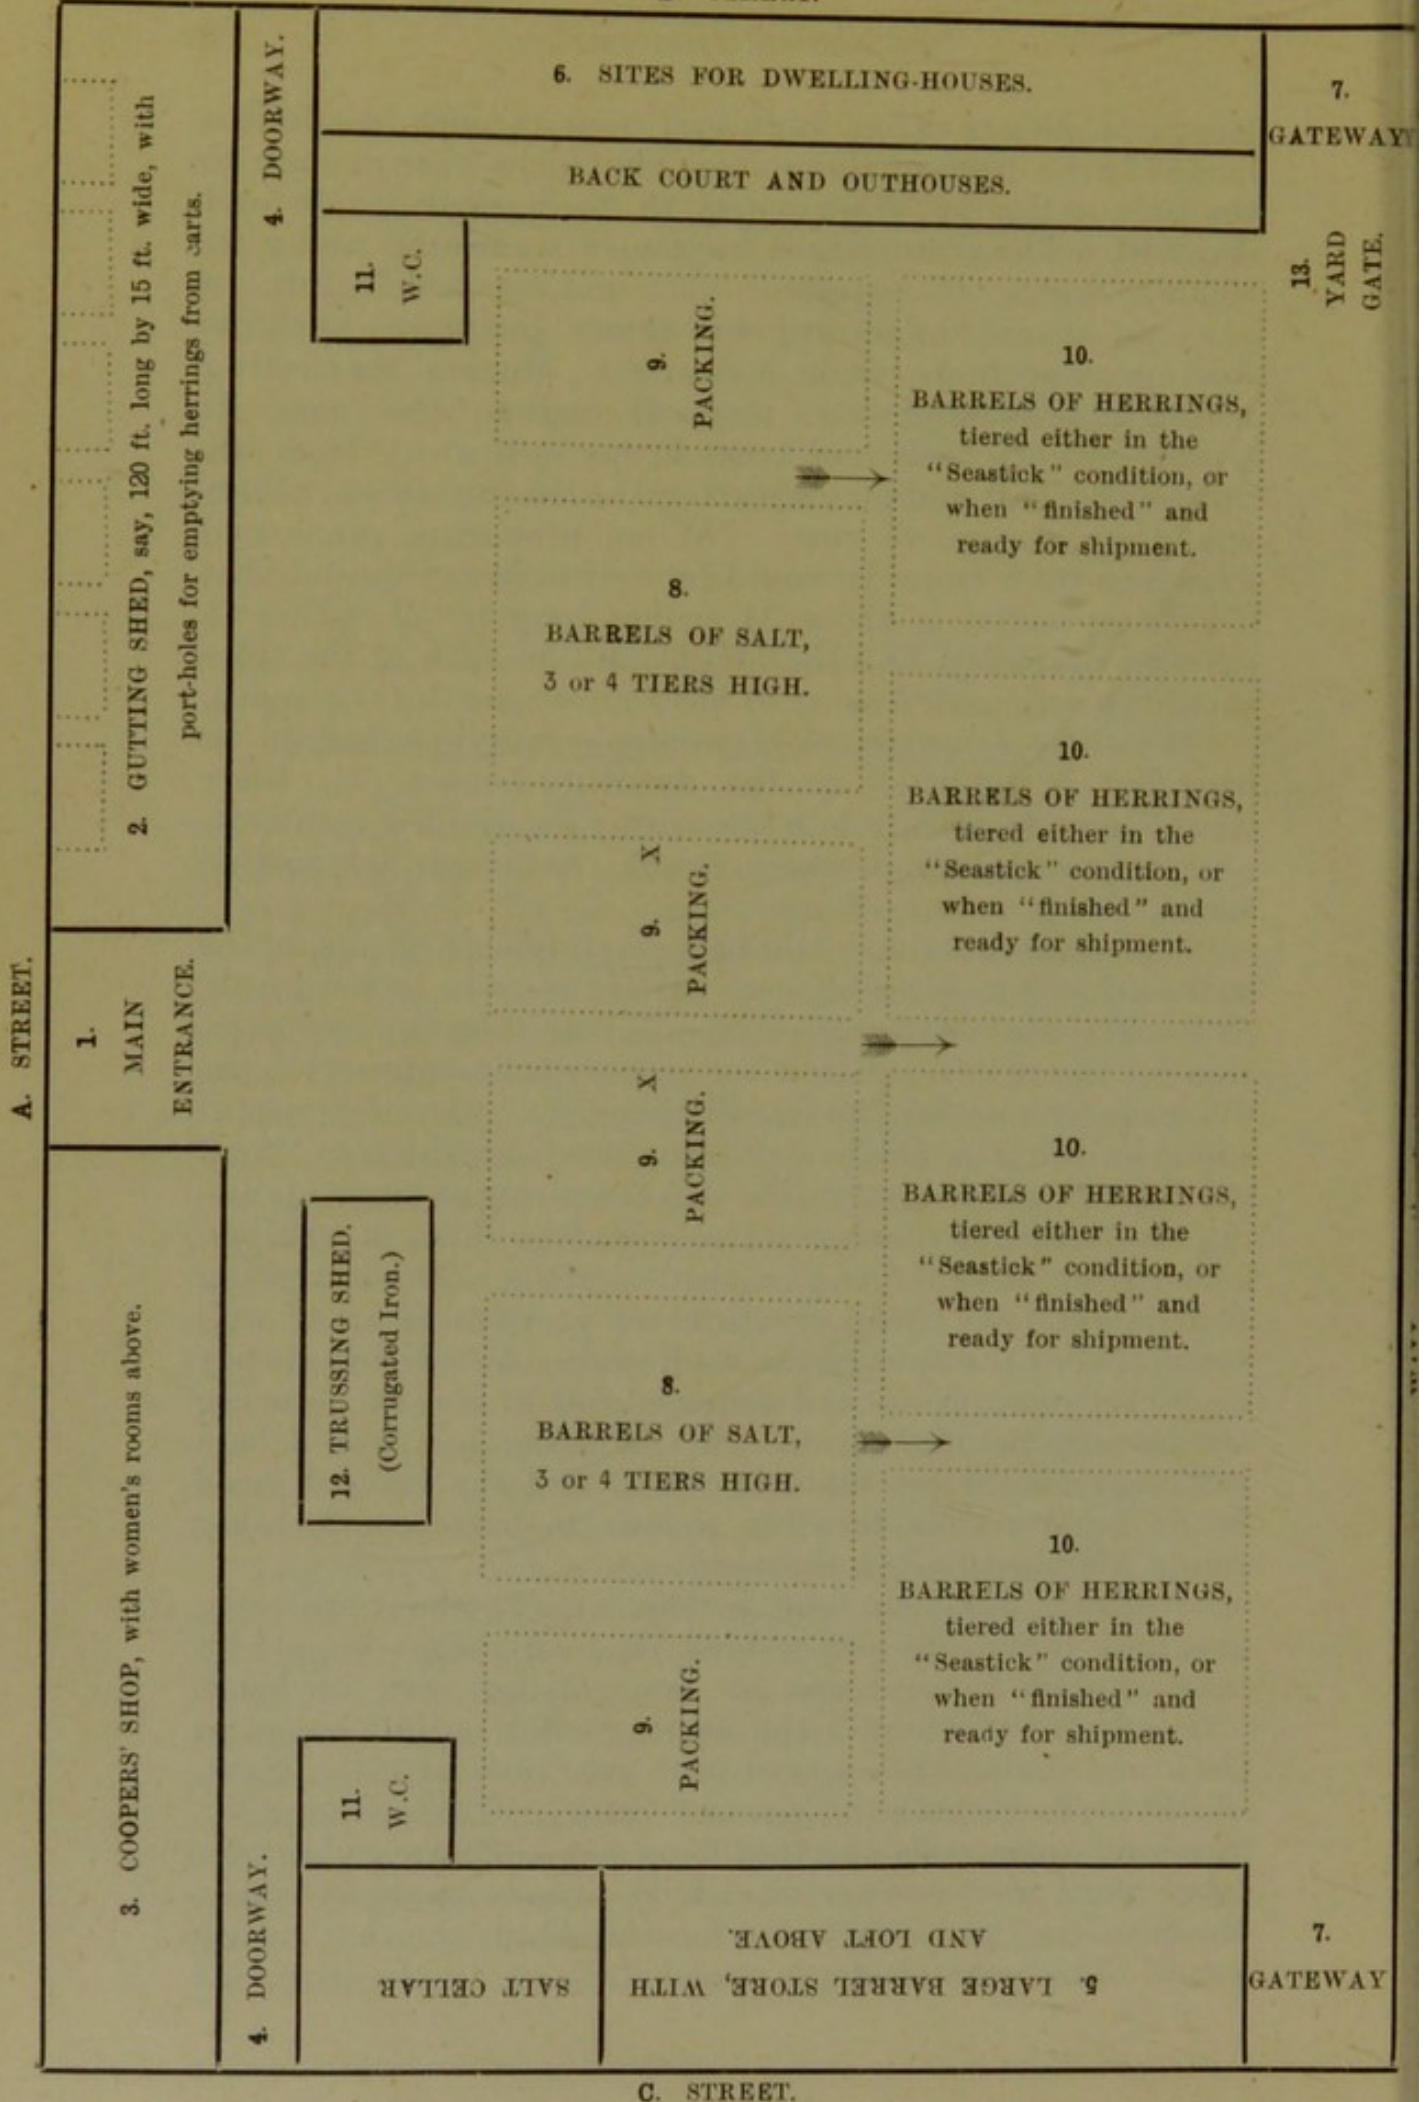 6. SITES FOR DWELLING-HOUSES.
BACK COURT AND OUTHOUSES.
7.
GATEWAY
4. DOORWAY.
2. GUTTING SHED, say, 120 ft. long by 15 ft. wide, with
port-holes for emptying herrings from carts.
11.
W.C.
13.
YARD
GATE.
9.
PACKING.
10.
BARRELS OF HERRINGS,
tiered either in the
"Seastick" condition, or
when "finished" and
ready for shipment.
8.
BARRELS OF SALT,
3 or 4 TIERS HIGH.
10.
BARRELS OF HERRINGS,
tiered either in the
"Seastick" condition, or
when "finished" and
ready for shipment.
9. X
PACKING.
A. STREET.
1.
MAIN
ENTRANCE.
9. X
PACKING.
10.
BARRELS OF HERRINGS,
tiered either in the
"Seastick" condition, or
when "finished" and
ready for shipment.
12. TRUSSING SHED.
(Corrugated Iron.)
3. COOPERS' SHOP, with women's rooms above.
8.
BARRELS OF SALT,
3 or 4 TIERS HIGH.
10.
BARRELS OF HERRINGS,
tiered either in the
"Seastick" condition, or
when "finished" and
ready for shipment.
9.
PACKING.
11.
W.C.
4. DOORWAY.
SALT CELLAR
5. LARGE BARREL STORE, WITH
AND LOFT ABOVE.
7.
GATEWAY
C. STREET.